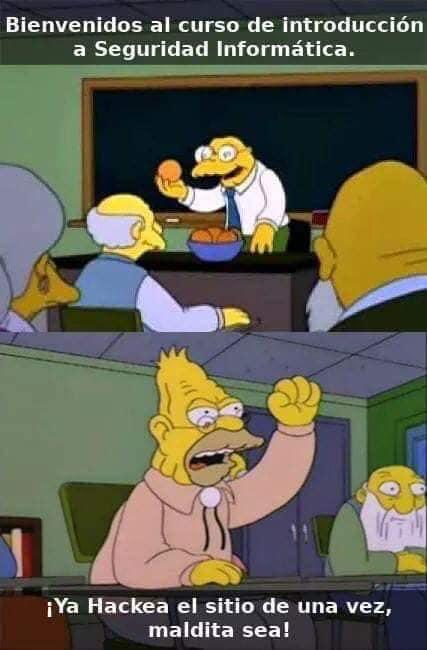 Bienvenidos al curso de introducción
a Seguridad Informática.
¡Ya Hackea el sitio de una vez,
maldita sea!